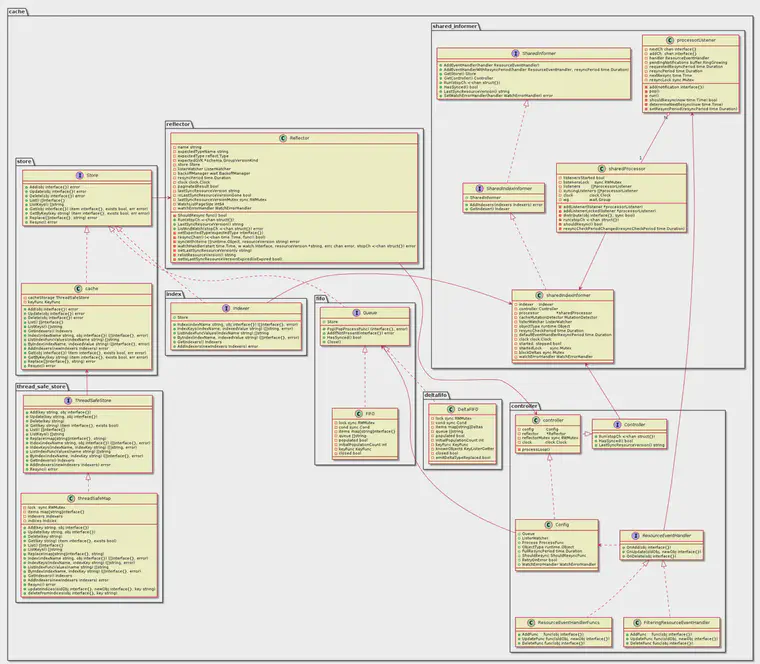 cache
shared_informer
I SharedInformer
AddEventHandler(handler ResourceEventHandler)
AddEventHandlerWithResyncPeriod(handler ResourceEventHandler, resyncPeriod time.Duration)
GetStore() Store
GetController() Controller
Run(stopCh <-chan struct{})
HasSynced() bool
LastSyncResourceVersion() string
SetWatchErrorHandler(handler WatchErrorHandler) error
C processorListener
nextCh chan interface{}
addCh chan interface{}
handler ResourceEventHandler
pendingNotifications buffer.RingGrowing
requestedResyncPeriod time.Duration
resyncPeriod time.Duration
nextResync time.Time
resyncLock sync.Mutex
add(notification interface{})
pop()
run()
shouldResync(now time.Time) bool
determineNextResync(now time.Time)
setResyncPeriod(resyncPeriod time.Duration)
I SharedIndexInformer
SharedInformer
AddIndexers(indexers Indexers) error
GetIndexer() Indexer
C sharedProcessor
listenersStarted bool
listenersLock sync.RWMutex
listeners []*processorListener
syncingListeners []*processorListener
clock clock.Clock
wg wait.Group
addListener(listener *processorListener)
addListenerLocked(listener *processorListener)
distribute(obj interface{}, sync bool)
run(stopCh <-chan struct{})
shouldResync() bool
resyncCheckPeriodChanged(resyncCheckPeriod time.Duration)
C sharedIndexInformer
indexer Indexer
controller Controller
processor *sharedProcessor
cacheMutationDetector MutationDetector
listerWatcher ListerWatcher
objectType runtime.Object
resyncCheckPeriod time.Duration
defaultEventHandlerResyncPeriod time.Duration
clock clock.Clock
started, stopped bool
startedLock sync.Mutex
blockDeltas sync.Mutex
watchErrorHandler WatchErrorHandler
reflector
C Reflector
name string
expectedTypeName string
expectedType reflect.Type
expectedGVK *schema.GroupVersionKind
store Store
listerWatcher ListerWatcher
backoffManager wait.BackoffManager
resyncPeriod time.Duration
clock clock.Clock
paginatedResult bool
lastSyncResourceVersion string
isLastSyncResourceVersionGone bool
lastSyncResourceVersionMutex sync.RWMutex
WatchListPageSize int64
watchErrorHandler WatchErrorHandler
ShouldResync func() bool
Run(stopCh <-chan struct{})
LastSyncResourceVersion() string
ListAndWatch(stopCh <-chan struct{}) error
setExpectedType(expectedType interface{})
resyncChan() (<-chan time.Time, func() bool)
syncWith(items []runtime.Object, resourceVersion string) error
watchHandler(start time.Time, w watch.Interface, resourceVersion *string, errc chan error, stopCh <-chan struct{}) error
setLastSyncResourceVersion(v string)
relistResourceVersion() string
setIsLastSyncResourceVersionExpired(isExpired bool)
store
I Store
Add(obj interface{}) error
Update(obj interface{}) error
Delete(obj interface{}) error
List() []interface{}
ListKeys() []string
Get(obj interface{}) (item interface{}, exists bool, err error)
GetByKey(key string) (item interface{}, exists bool, err error)
Replace([]interface{}, string) error
Resync() error
C cache
cacheStorage ThreadSafeStore
keyFunc KeyFunc
Add(obj interface{}) error
Update(obj interface{}) error
Delete(obj interface{}) error
List() []interface{}
ListKeys() []string
GetIndexers() Indexers
Index(indexName string, obj interface{}) ([]interface{}, error)
IndexKeys(indexName, indexKey string) ([]string, error)
ListIndexFuncValues(indexName string) []string
ByIndex(indexName, indexKey string) ([]interface{}, error)
AddIndexers(newIndexers Indexers) error
Get(obj interface{}) (item interface{}, exists bool, err error)
GetByKey(key string) (item interface{}, exists bool, err error)
Replace([]interface{}, string) error
Resync() error
index
I Indexer
Store
Index(indexName string, obj interface{}) ([]interface{}, error)
IndexKeys(indexName, indexedValue string) ([]string, error)
ListIndexFuncValues(indexName string) []string
ByIndex(indexName, indexedValue string) ([]interface{}, error)
GetIndexers() Indexers
AddIndexers(newIndexers Indexers) error
fifo
I Queue
Store
Pop(PopProcessFunc) (interface{}, error)
AddIfNotPresent(interface{}) error
HasSynced() bool
Close()
C FIFO
lock sync.RWMutex
cond sync.Cond
items map[string]interface{}
queue []string
populated bool
initialPopulationCount int
keyFunc KeyFunc
closed bool
deltafifo
C DeltaFIFO
lock sync.RWMutex
cond sync.Cond
items map[string]Deltas
queue []string
populated bool
initialPopulationCount int
keyFunc KeyFunc
knownObjects KeyListerGetter
closed bool
emitDeltaTypeReplaced bool
thread_safe_store
I ThreadSafeStore
Add(key string, obj interface{})
Update(key string, obj interface{})
Delete(key string)
Get(key string) (item interface{}, exists bool)
List() []interface{}
ListKeys() []string
Replace(map[string]interface{}, string)
Index(indexName string, obj interface{}) ([]interface{}, error)
IndexKeys(indexName, indexKey string) ([]string, error)
ListIndexFuncValues(name string) []string
ByIndex(indexName, indexKey string) ([]interface{}, error)
GetIndexers() Indexers
AddIndexers(newIndexers Indexers) error
Resync() error
C threadSafeMap
lock sync.RWMutex
items map[string]interface{}
indexers Indexers
indices Indices
Add(key string, obj interface{})
Update(key string, obj interface{})
Delete(key string)
Get(key string) (item interface{}, exists bool)
List() []interface{}
ListKeys() []string
Replace(map[string]interface{}, string)
Index(indexName string, obj interface{}) ([]interface{}, error)
IndexKeys(indexName, indexKey string) ([]string, error)
ListIndexFuncValues(name string) []string
ByIndex(indexName, indexKey string) ([]interface{}, error)
GetIndexers() Indexers
AddIndexers(newIndexers Indexers) error
Resync() error
updateIndices(oldObj interface{}, newObj interface{}, key string)
deleteFromIndices(obj interface{}, key string)
controller
C controller
config Config
reflector *Reflector
reflectorMutex sync.RWMutex
clock clock.Clock
processLoop()
I Controller
Run(stopCh <-chan struct{})
HasSynced() bool
LastSyncResourceVersion() string
C Config
Queue
ListerWatcher
Process ProcessFunc
ObjectType runtime.Object
FullResyncPeriod time.Duration
ShouldResync ShouldResyncFunc
RetryOnError bool
WatchErrorHandler WatchErrorHandler
I ResourceEventHandler
OnAdd(obj interface{})
OnUpdate(oldObj, newObj interface{})
OnDelete(obj interface{})
C ResourceEventHandlerFuncs
AddFunc func(obj interface{})
UpdateFunc func(oldObj, newObj interface{})
DeleteFunc func(obj interface{})
C FilteringResourceEventHandler
AddFunc func(obj interface{})
UpdateFunc func(oldObj, newObj interface{})
DeleteFunc func(obj interface{})